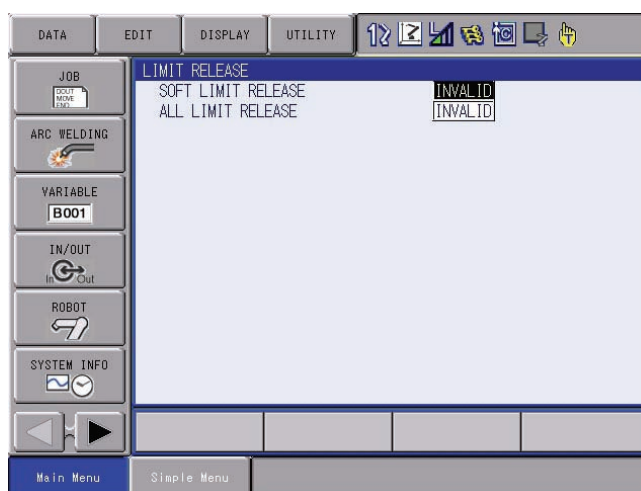 DATA
EDIT
DISPLAY
UTILITY
JOB
DOUT
MOVE
END
ARC WELDING
VARIABLE
B001
IN/OUT
In Out
ROBOT
SYSTEM INFO
LIMIT RELEASE
SOFT LIMIT RELEASE INVALID
ALL LIMIT RELEASE INVALID
Main Menu
Simple Menu